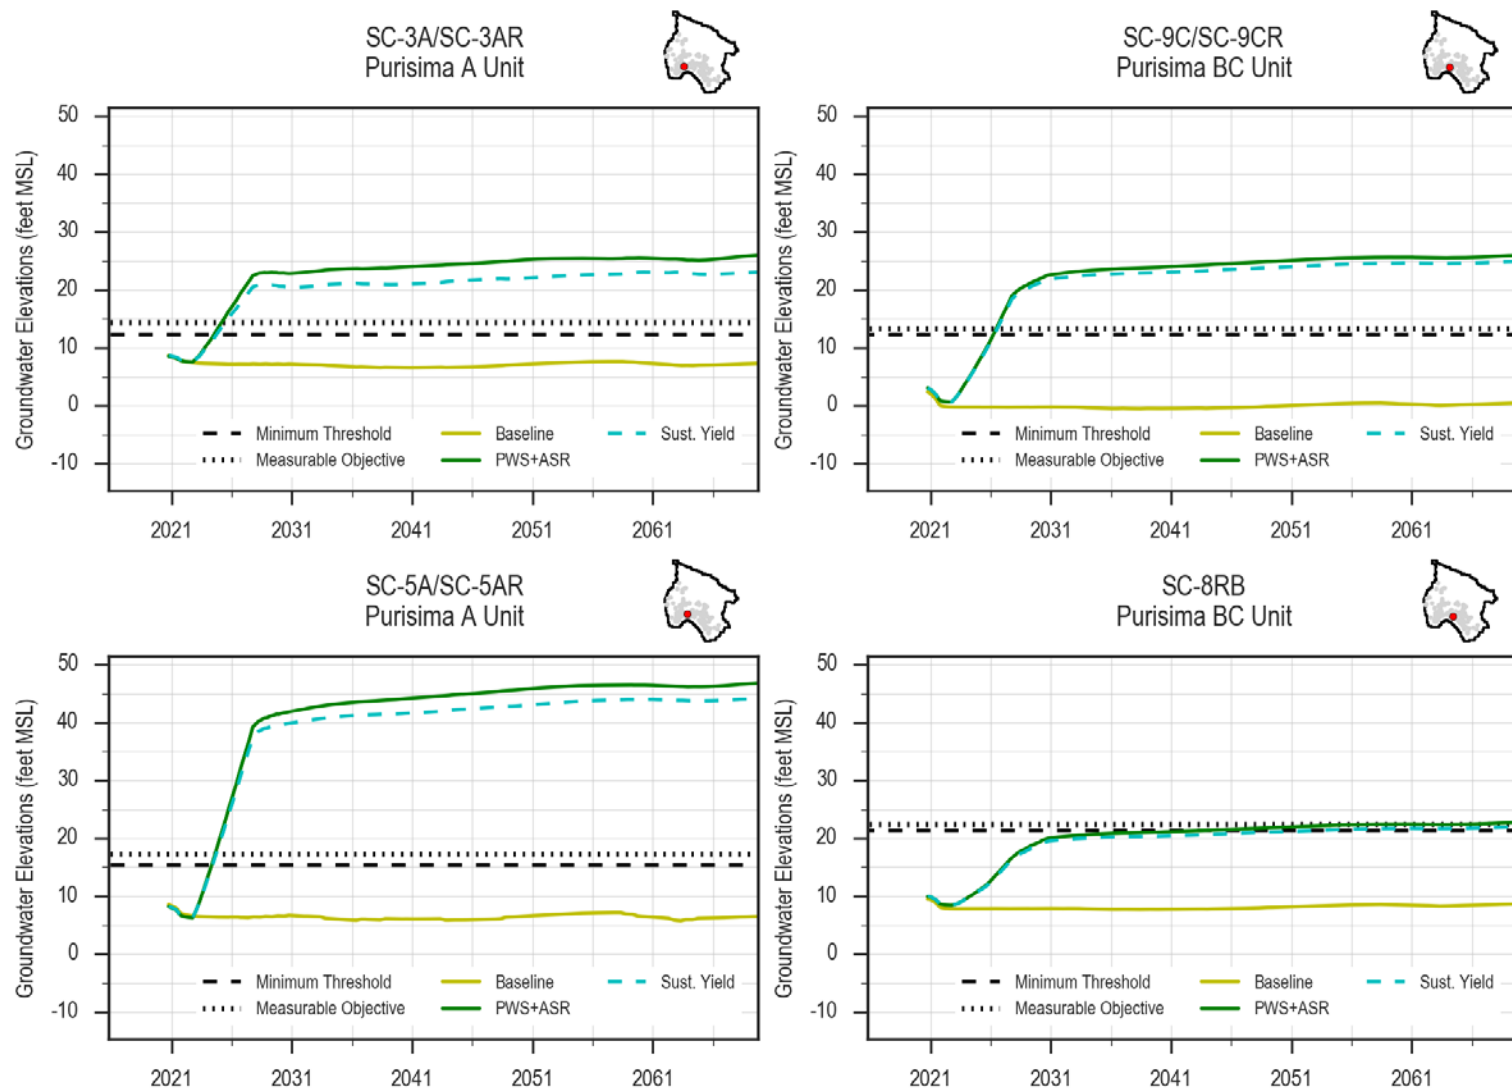 SC-3A/SC-3AR
Purisima A Unit
Groundwater Elevations (feet MSL)
50
40
30
20
10
0
-10
Minimum Threshold
Baseline
Sust. Yield
Measurable Objective
PWS+ASR
2021
2031
2041
2051
2061
SC-9C/SC-9CR
Purisima BC Unit
Groundwater Elevations (feet MSL)
50
40
30
20
10
0
-10
Minimum Threshold
Baseline
Sust. Yield
Measurable Objective
PWS+ASR
2021
2031
2041
2051
2061
SC-5A/SC-5AR
Purisima A Unit
Groundwater Elevations (feet MSL)
50
40
30
20
10
0
-10
Minimum Threshold
Baseline
Sust. Yield
Measurable Objective
PWS+ASR
2021
2031
2041
2051
2061
SC-8RB
Purisima BC Unit
Groundwater Elevations (feet MSL)
50
40
30
20
10
0
-10
Minimum Threshold
Baseline
Sust. Yield
Measurable Objective
PWS+ASR
2021
2031
2041
2051
2061